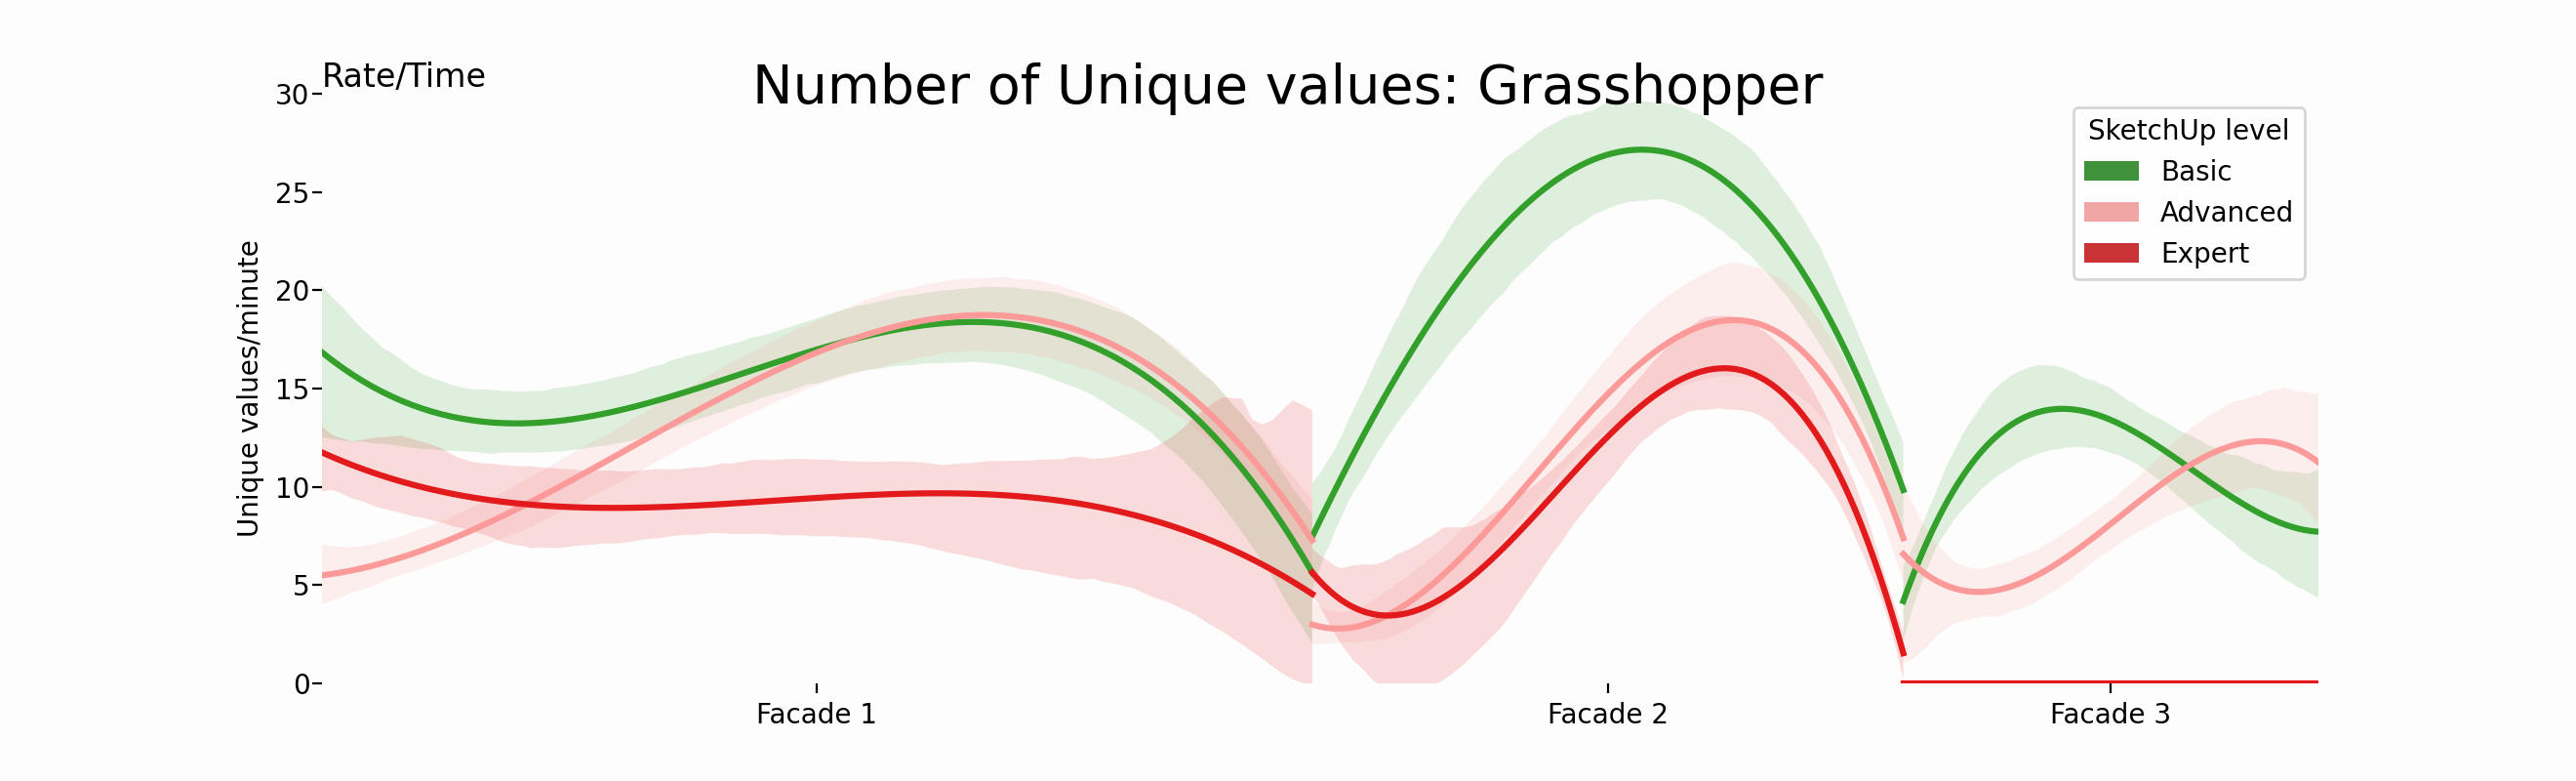 Rate/Time
Number of Unique values: Grasshopper
Unique values/minute
30
25
20
15
10
5
0
SketchUp level
Basic
Advanced
Expert
Facade 1
Facade 2
Facade 3